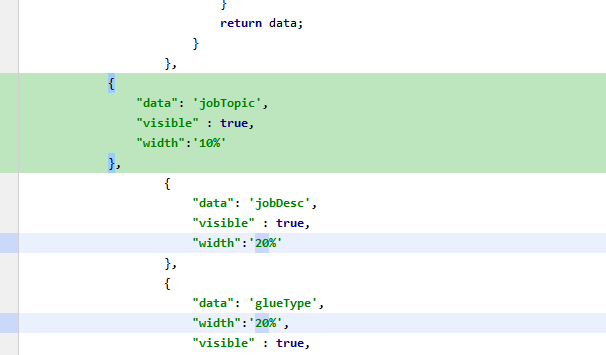 }
return data;
}
},
{
"data": 'jobTopic',
"visible" : true,
"width":'10%'
},
{
"data": 'jobDesc',
"visible" : true,
"width":'20%'
},
{
"data": 'glueType',
"width":'20%',
"visible" : true,